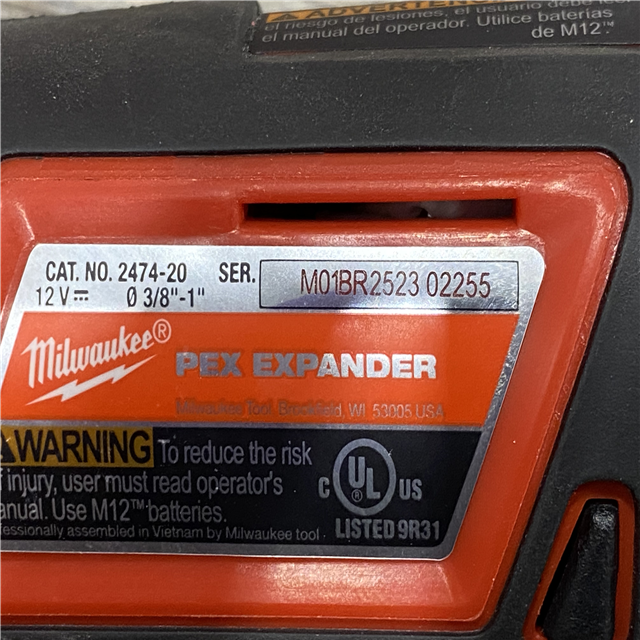 ADVERTENCIA
el riesgo de lesiones, el usuario debe
el manual del operador. Utilice baterías
de M12™.
CAT. NO. 2474-20 SER. M01BR2523 02255
12 V⎓ Ø 3/8"-1"
Milwaukee®
PEX EXPANDER
Milwaukee Tool, Brookfield, WI 53005 USA
WARNING To reduce the risk
injury, user must read operator's
anual. Use M12™ batteries.
fessionally assembled in Vietnam by Milwaukee tool
C UL US
®
LISTED 9R31